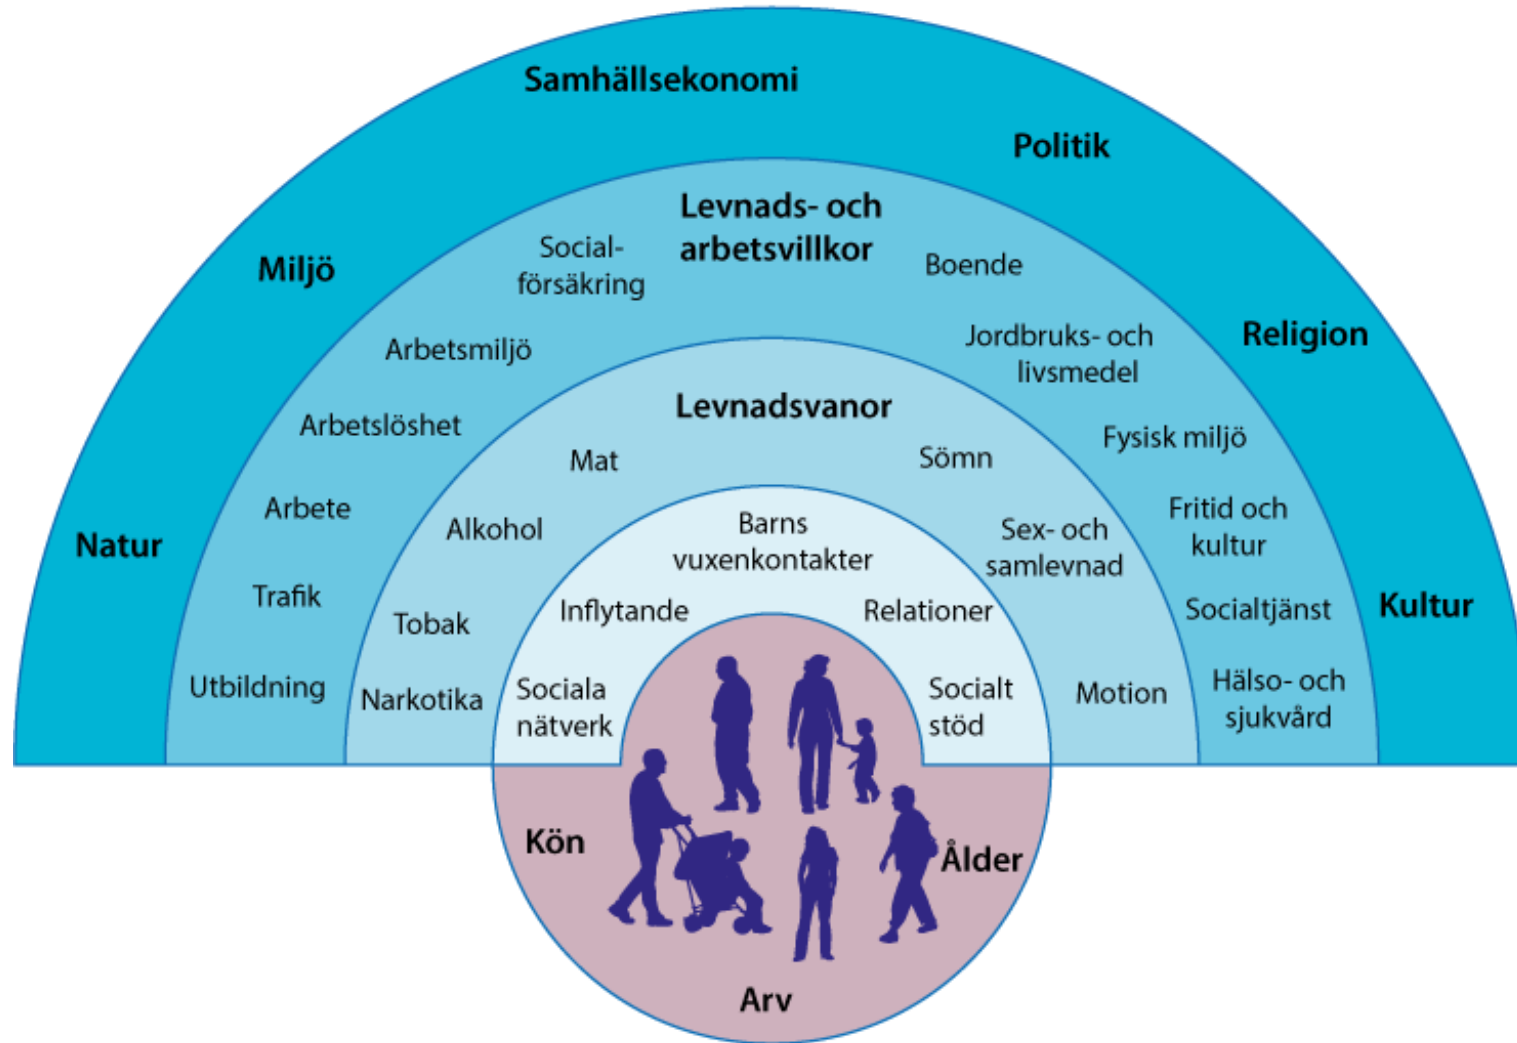 Samhällsekonomi
Politik
Miljö
Religion
Natur
Kultur
Levnads- och
arbetsvillkor
Social-
försäkring
Boende
Arbetsmiljö
Jordbruks- och
livsmedel
Arbetslöshet
Fysisk miljö
Arbete
Fritid och
kultur
Trafik
Socialtjänst
Utbildning
Hälso- och
sjukvård
Levnadsvanor
Mat
Sömn
Alkohol
Sex- och
samlevnad
Tobak
Narkotika
Motion
Barns
vuxenkontakter
Inflytande
Relationer
Sociala
nätverk
Socialt
stöd
Kön
Ålder
Arv